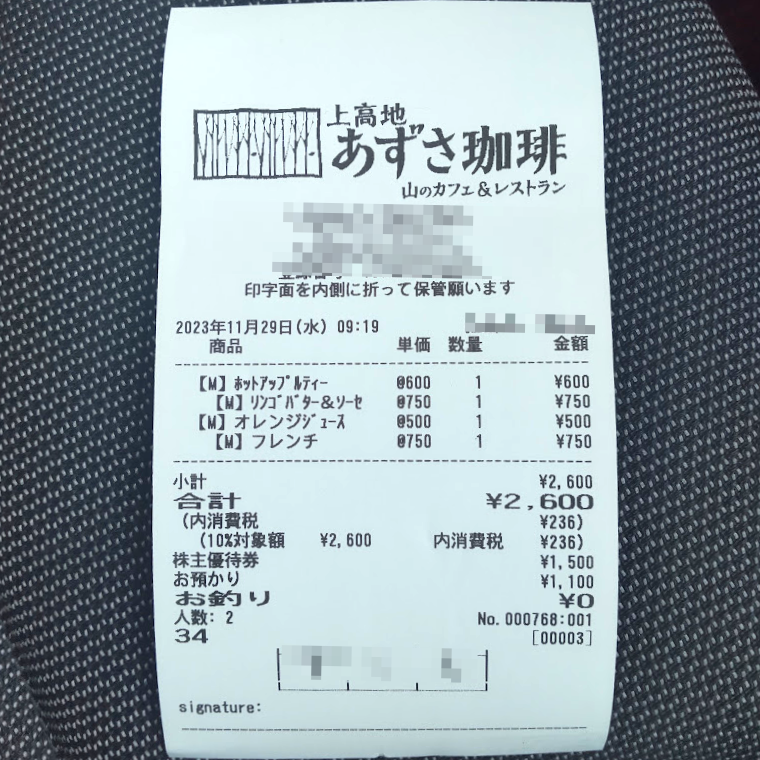 上高地
あずさ珈琲
山のカフェ&レストラン
印字面を内側に折って保管願います
2023年11月29日(水) 09:19
商品 単価 数量 金額
【M】ﾎｯﾄｱｯﾌﾟﾙﾃｨｰ @600 1 ¥600
【M】ﾘﾝｺﾞﾊﾞﾀｰ&ｿｰｾ @750 1 ¥750
【M】オレンジｼﾞｭｰｽ @500 1 ¥500
【M】フレンチ @750 1 ¥750
小計 ¥2,600
合計 ¥2,600
(内消費税 ¥236)
(10%対象額 ¥2,600 内消費税 ¥236)
株主優待券 ¥1,500
お預かり ¥1,100
お釣り ¥0
人数: 2 No.000768:001
34 [00003]
signature: